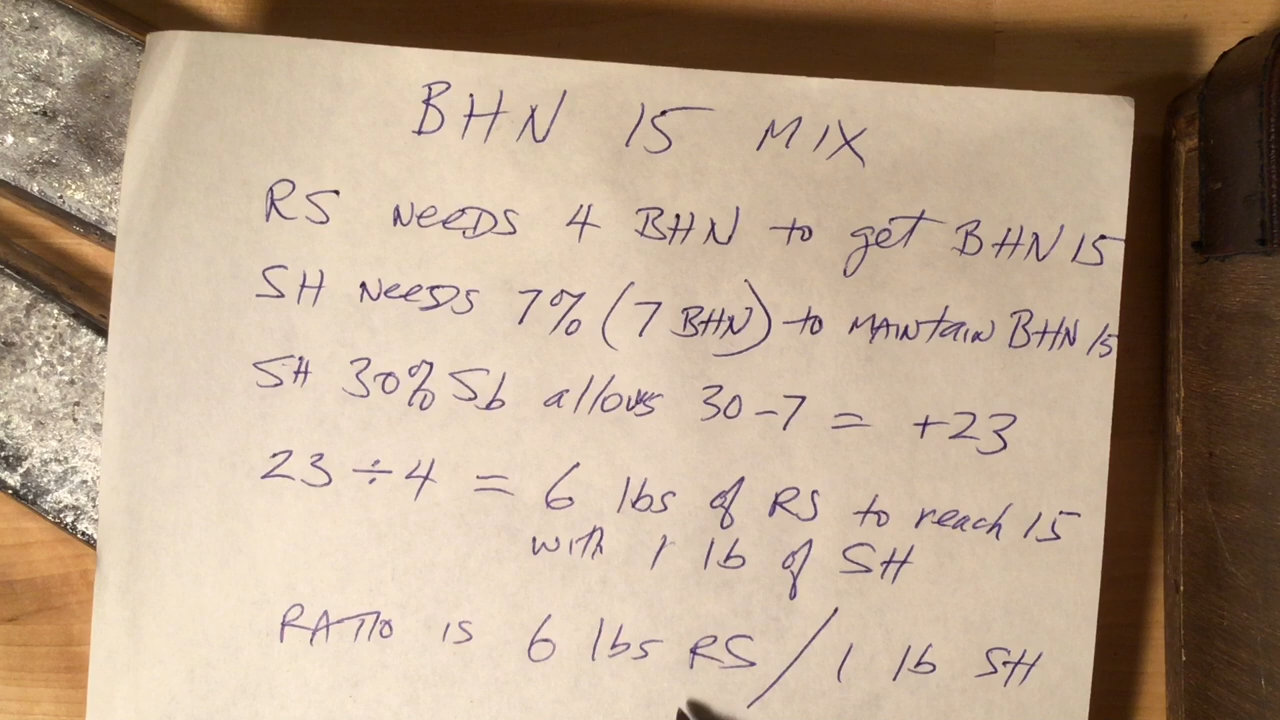 BHN 15 MIX
RS NEEDS 4 BHN to get BHN 15
SH NEEDS 7% (7 BHN) to MAINTAIN BHN 15
SH 30% Sb allows 30-7 = +23
23 ÷ 4 = 6 lbs of RS to reach 15
with 1 lb of SH
RATIO IS 6 lbs RS / 1 lb SH